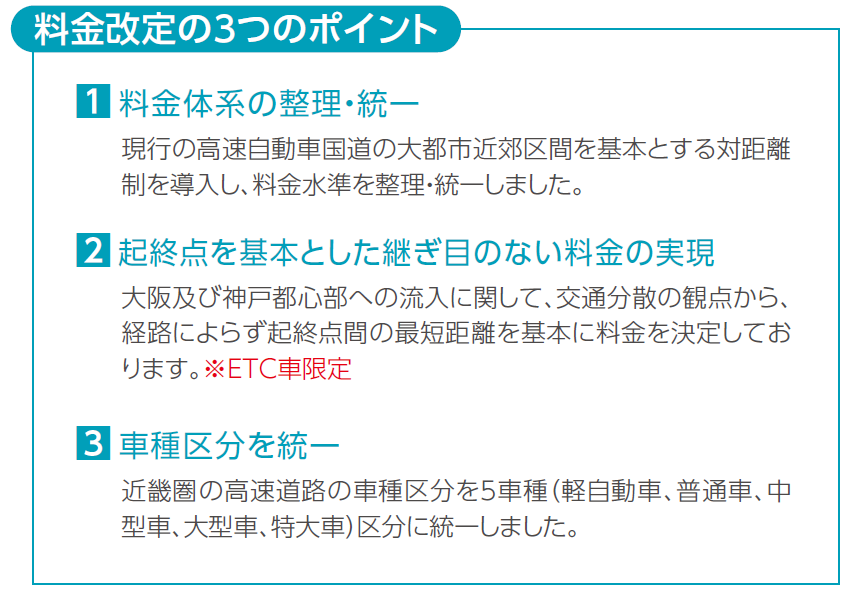 料金改定の3つのポイント
1 料金体系の整理・統一
現行の高速自動車国道の大都市近郊区間を基本とする対距離
制を導入し、料金水準を整理・統一しました。
2 起終点を基本とした継ぎ目のない料金の実現
大阪及び神戸都心部への流入に関して、交通分散の観点から、
経路によらず起終点間の最短距離を基本に料金を決定してお
ります。※ETC車限定
3 車種区分を統一
近畿圏の高速道路の車種区分を5車種（軽自動車、普通車、中
型車、大型車、特大車）区分に統一しました。